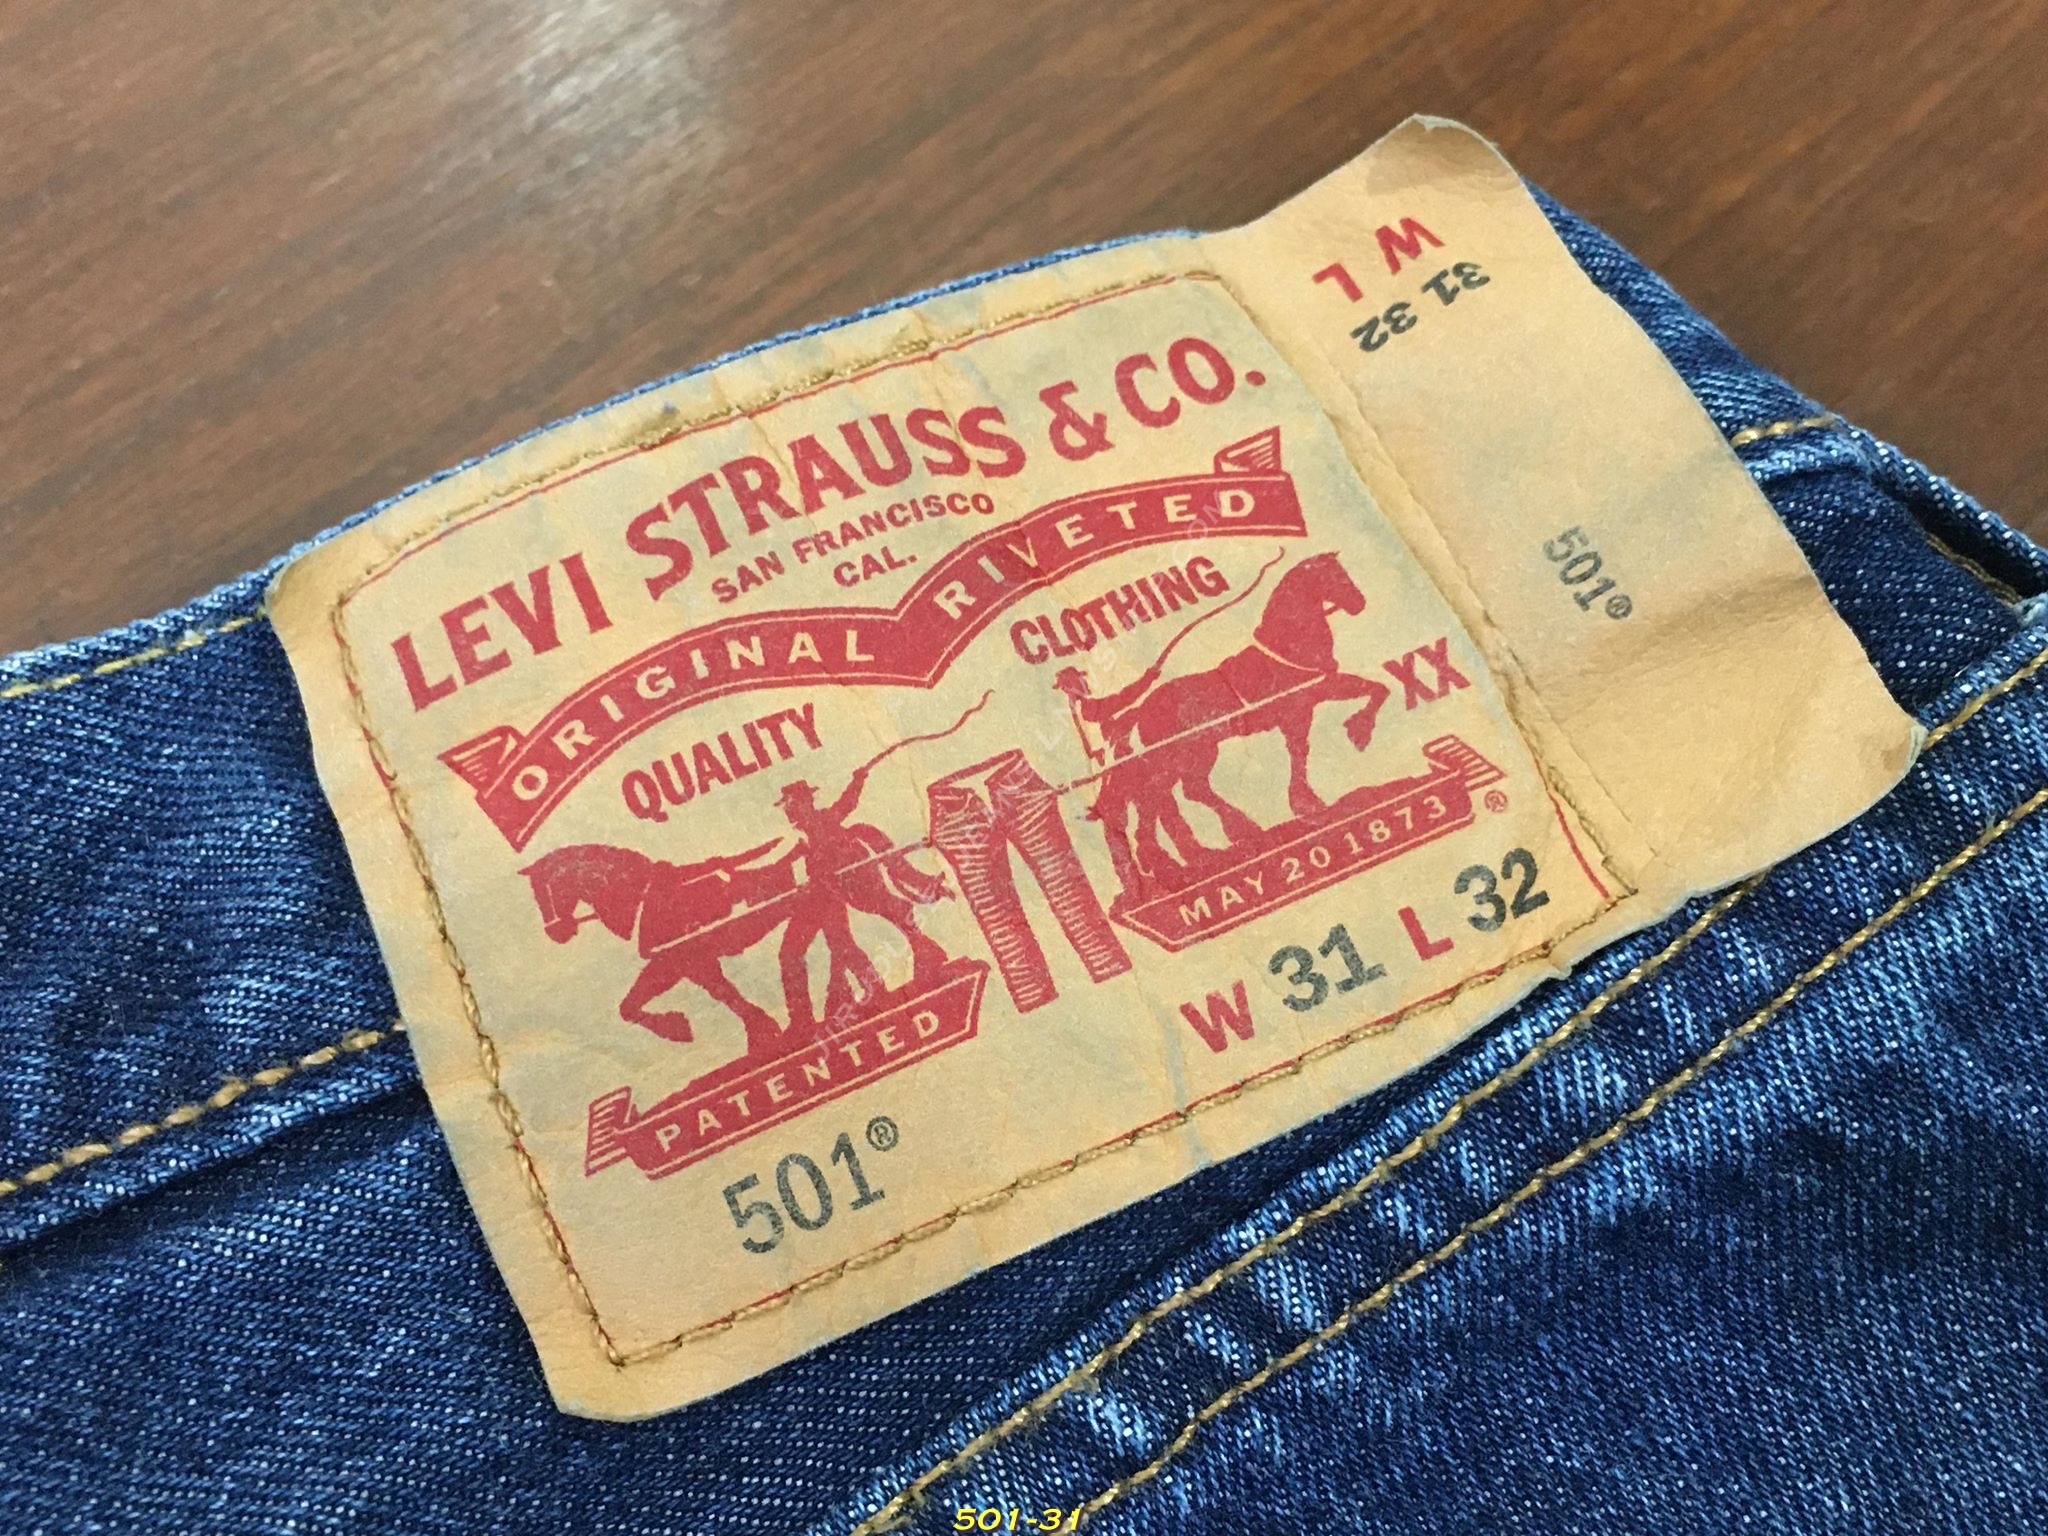 LEVI STRAUSS & CO.
SAN FRANCISCO
CAL.
ORIGINAL RIVETED
QUALITY CLOTHING
XX
PATENTED
MAY 20 1873 ®
501®
W 31 L 32
W L
31 32
501®
501-31